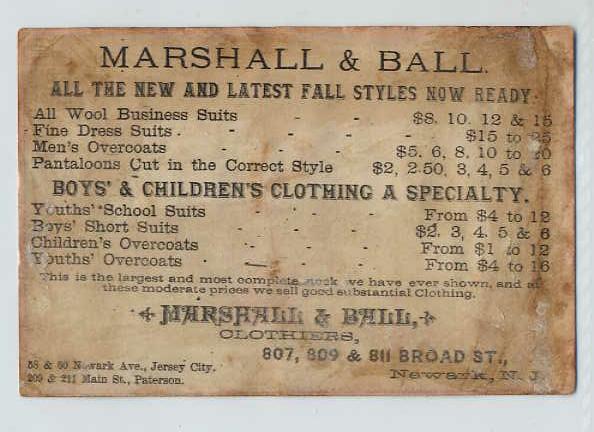 MARSHALL & BALL.
ALL THE NEW AND LATEST FALL STYLES NOW READY.
All Wool Business Suits - - $8, 10, 12 & 15
Fine Dress Suits - - - - $15 to 25
Men's Overcoats - - - $5, 6, 8, 10 to 20
Pantaloons Cut in the Correct Style $2, 2.50, 3, 4, 5 & 6
BOYS' & CHILDREN'S CLOTHING A SPECIALTY.
Youths' School Suits - - - From $4 to 12
Boys' Short Suits - - - $2, 3, 4, 5 & 6
Children's Overcoats - - - From $1 to 12
Youths' Overcoats - - - From $4 to 16
This is the largest and most complete stock we have ever shown, and at
these moderate prices we sell good substantial Clothing.
MARSHALL & BALL,
CLOTHIERS,
807, 809 & 811 BROAD ST.,
Newark, N. J.
58 & 60 Newark Ave., Jersey City.
209 & 211 Main St., Paterson.